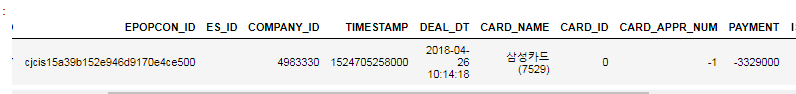 :
EPOPCON_ID ES_ID COMPANY_ID TIMESTAMP DEAL_DT CARD_NAME CARD_ID CARD_APPR_NUM PAYMENT
cjcis15a39b152e946d9170e4ce500 4983330 1524705258000 2018-04-26 10:14:18 삼성카드 (7529) 0 -1 -3329000